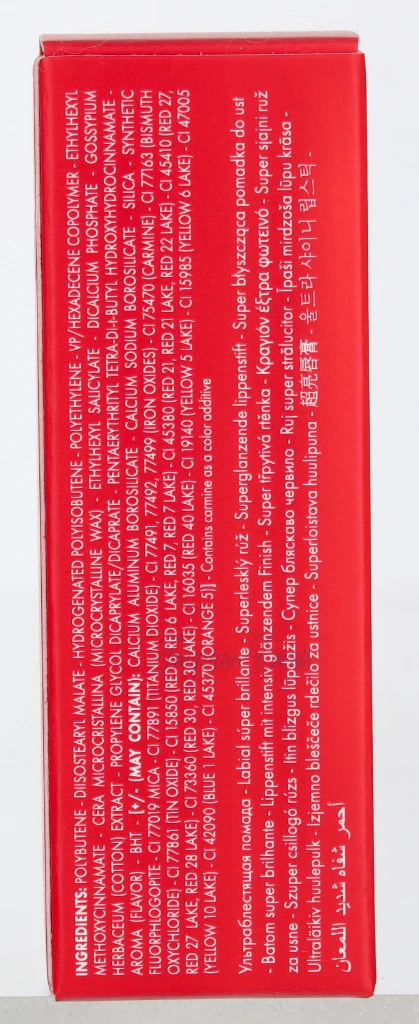 INGREDIENTS: POLYBUTENE - DIISOSTEARYL MALATE - HYDROGENATED POLYISOBUTENE - POLYETHYLENE - VP/HEXADECENE COPOLYMER - ETHYLHEXYL
METHOXYCINNAMATE - CERA MICROCRISTALLINA (MICROCRYSTALLINE WAX) - ETHYLHEXYL SALICYLATE - DICALCIUM PHOSPHATE - GOSSYPIUM
HERBACEUM (COTTON) EXTRACT - PROPYLENE GLYCOL DICAPRYLATE/DICAPRATE - PENTAERYTHRITYL TETRA-DI-t-BUTYL HYDROXYHYDROCINNAMATE -
AROMA (FLAVOR) - BHT - [+/- (MAY CONTAIN): CALCIUM ALUMINUM BOROSILICATE - CALCIUM SODIUM BOROSILICATE - SILICA - SYNTHETIC
FLUORPHLOGOPITE - CI 77019 MICA - CI 77891 (TITANIUM DIOXIDE) - CI 77491, 77492, 77499 (IRON OXIDES) - CI 75470 (CARMINE) - CI 77163 (BISMUTH
OXYCHLORIDE) - CI 77861 (TIN OXIDE) - CI 15850 (RED 6, RED 6 LAKE, RED 7, RED 7 LAKE) - CI 45380 (RED 21, RED 21 LAKE, RED 22 LAKE) - CI 45410 (RED 27,
RED 27 LAKE, RED 28 LAKE) - CI 73360 (RED 30, RED 30 LAKE) - CI 16035 (RED 40 LAKE) - CI 19140 (YELLOW 5 LAKE) - CI 15985 (YELLOW 6 LAKE) - CI 47005
(YELLOW 10 LAKE) - CI 42090 (BLUE 1 LAKE) - CI 45370 (ORANGE 5)] - Contains carmine as a color additive
Ультраблестящая помада - Labial súper brillante - Superlesklý rúž - Superglanzende lippenstift - Super błyszcząca pomadka do ust
- Batom super brilhante - Lippenstift mit intensiv glänzendem Finish - Super třpytivá rtěnka - Κραγιόν έξτρα φωτεινό - Super sjajni ruž
za usne - Szuper csillogó rúzs - Itin blizgus lūpdažis - Супер бляскаво червило - Ruj super strălucitor - Īpaši mirdzoša lūpu krāsa -
Ultraläikiv huulepulk - Izjemno bleščeče rdečilo za ustnice - Superloistava huulipuna - 超亮唇膏 - 울트라 샤이니 립스틱 -
أحمر شفاه شديد اللمعان